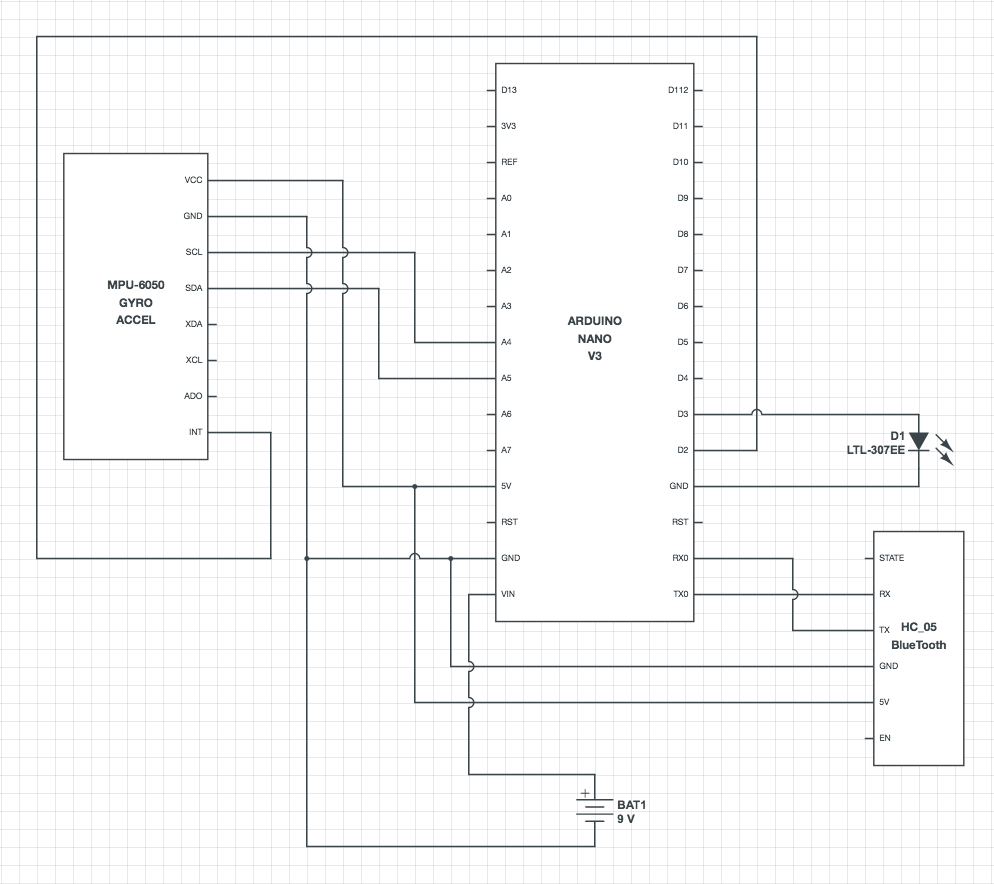 MPU-6050
GYRO
ACCEL
VCC
GND
SCL
SDA
XDA
XCL
ADO
INT
ARDUINO
NANO
V3
D13
3V3
REF
A0
A1
A2
A3
A4
A5
A6
A7
5V
RST
GND
VIN
D112
D11
D10
D9
D8
D7
D6
D5
D4
D3
D2
GND
RST
RX0
TX0
D1
LTL-307EE
HC_05
BlueTooth
STATE
RX
TX
GND
5V
EN
+
BAT1
9 V